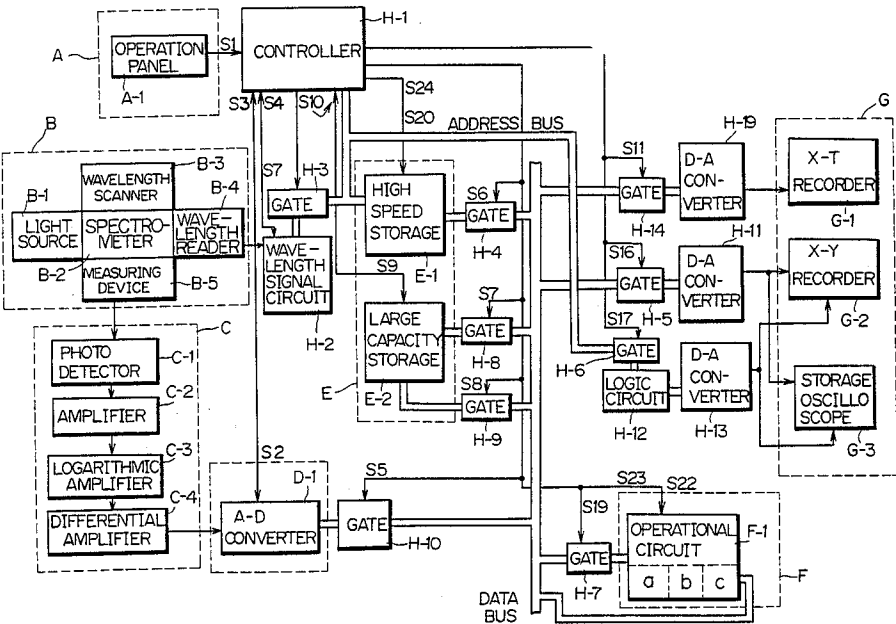 H-1
CONTROLLER
A
OPERATION
PANEL
A-1
S1
S3
S4
S10
S24
S20
ADDRESS BUS
B
B-3
WAVELENGTH
SCANNER
B-1
LIGHT
SOURCE
SPECTRO-
METER
B-2
B-4
WAVE-
LENGTH
READER
MEASURING
DEVICE
B-5
S7
H-3
GATE
WAVE-
LENGTH
SIGNAL
CIRCUIT
H-2
HIGH
SPEED
STORAGE
E-1
S9
LARGE
CAPACITY
STORAGE
E-2
E
S6
GATE
H-4
S7
GATE
H-8
S8
GATE
H-9
S11
GATE
H-14
H-19
D-A
CON-
VERTER
S16
GATE
H-5
H-11
D-A
CON-
VERTER
S17
GATE
H-6
LOGIC
CIRCUIT
H-12
D-A
CON-
VERTER
H-13
G
X-T
RECORDER
G-1
X-Y
RECORDER
G-2
STORAGE
OSCILLO
SCOPE
G-3
C
PHOTO
DETECTOR
C-1
C-2
AMPLIFIER
C-3
LOGARITHMIC
AMPLIFIER
C-4
DIFFERENTIAL
AMPLIFIER
S2
D-1
A-D
CONVERTER
S5
GATE
H-10
S23
S22
S19
GATE
H-7
OPERATIONAL
CIRCUIT
a b c
F-1
F
DATA
BUS